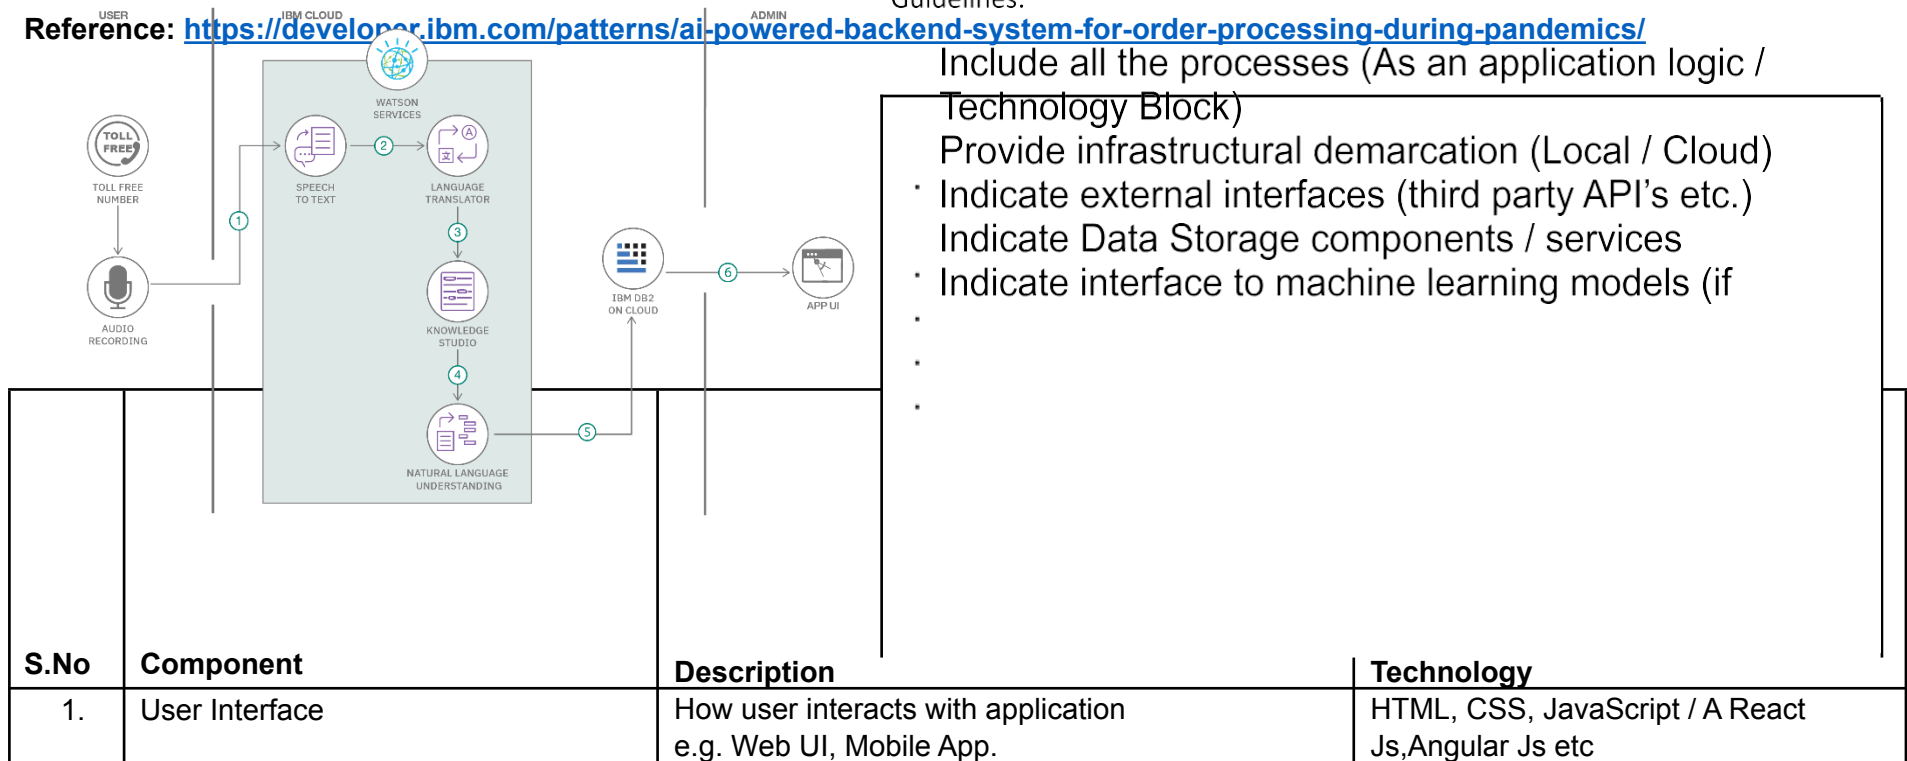 USER
IBM CLOUD
ADMIN
Guidelines:
Reference: https://developer.ibm.com/patterns/ai-powered-backend-system-for-order-processing-during-pandemics/
Include all the processes (As an application logic /
Technology Block)
Provide infrastructural demarcation (Local / Cloud)
Indicate external interfaces (third party API’s etc.)
Indicate Data Storage components / services
Indicate interface to machine learning models (if
WATSON
SERVICES
TOLL
FREE
TOLL FREE
NUMBER
SPEECH
TO TEXT
2
A
文
LANGUAGE
TRANSLATOR
1
3
AUDIO
RECORDING
KNOWLEDGE
STUDIO
4
NATURAL LANGUAGE
UNDERSTANDING
5
IBM DB2
ON CLOUD
6
APP UI
S.No
Component
Description
Technology
1.
User Interface
How user interacts with application
e.g. Web UI, Mobile App.
HTML, CSS, JavaScript / A React
Js,Angular Js etc